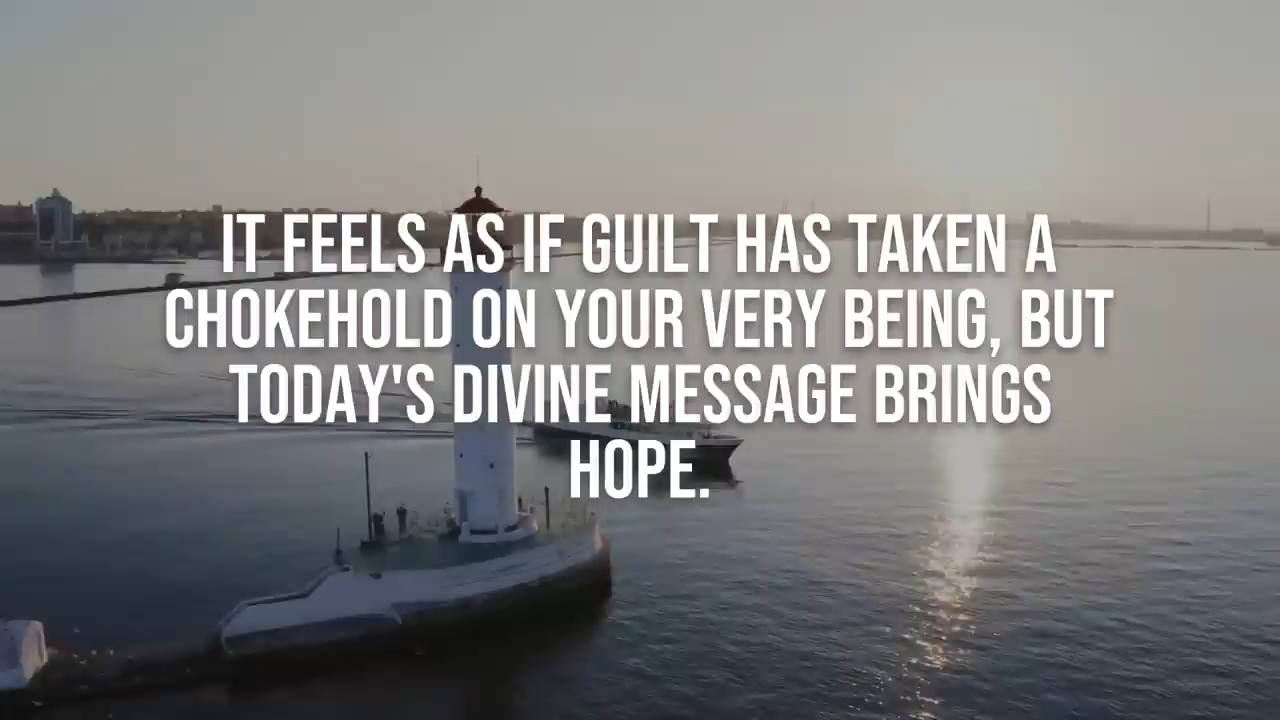 IT FEELS AS IF GUILT HAS TAKEN A
CHOKEHOLD ON YOUR VERY BEING, BUT
TODAY'S DIVINE MESSAGE BRINGS
HOPE.